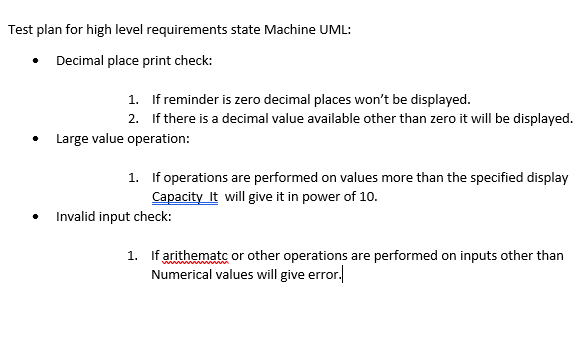 Test plan for high level requirements state Machine UML:
• Decimal place print check:
1. If reminder is zero decimal places won't be displayed.
2. If there is a decimal value available other than zero it will be displayed.
• Large value operation:
1. If operations are performed on values more than the specified display
Capacity It will give it in power of 10.
• Invalid input check:
1. If arithematc or other operations are performed on inputs other than
Numerical values will give error.